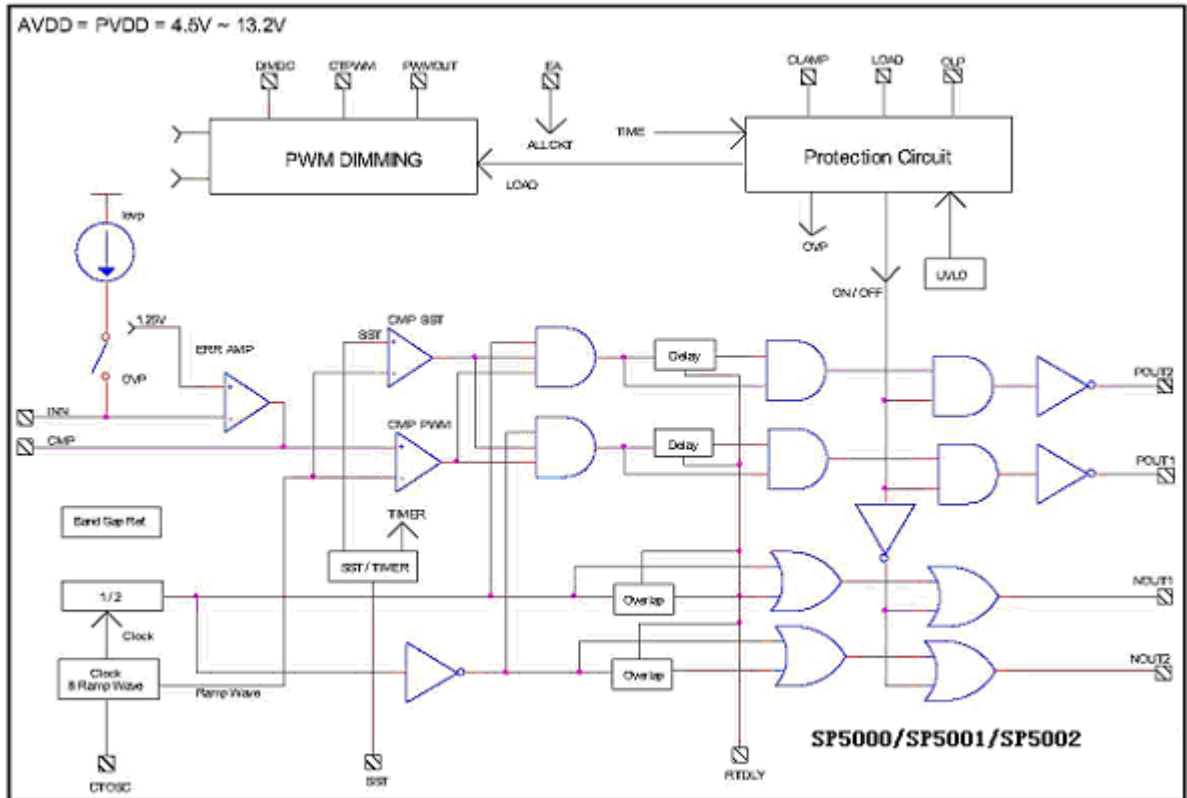 AVDD = PVDD = 4.5V ~ 13.2V
DIMDC CTPWM PWMOUT EA CLAMP LOAD OLP
PWM DIMMING
ALLCKT
TIME
LOAD
Protection Circuit
OVP
UVLO
ON / OFF
Iovp
OVP
ERR AMP
SST
CMP SST
CMP PWM
INN
CMP
Delay
POUT2
Delay
POUT1
Band Gap Ref.
TIMER
SST / TIMER
1 / 2
Clock
Clock
& Ramp Wave
Ramp Wave
Overlap
NOUT1
Overlap
NOUT2
SP5000/SP5001/SP5002
CTOSC
SST
RTDLY